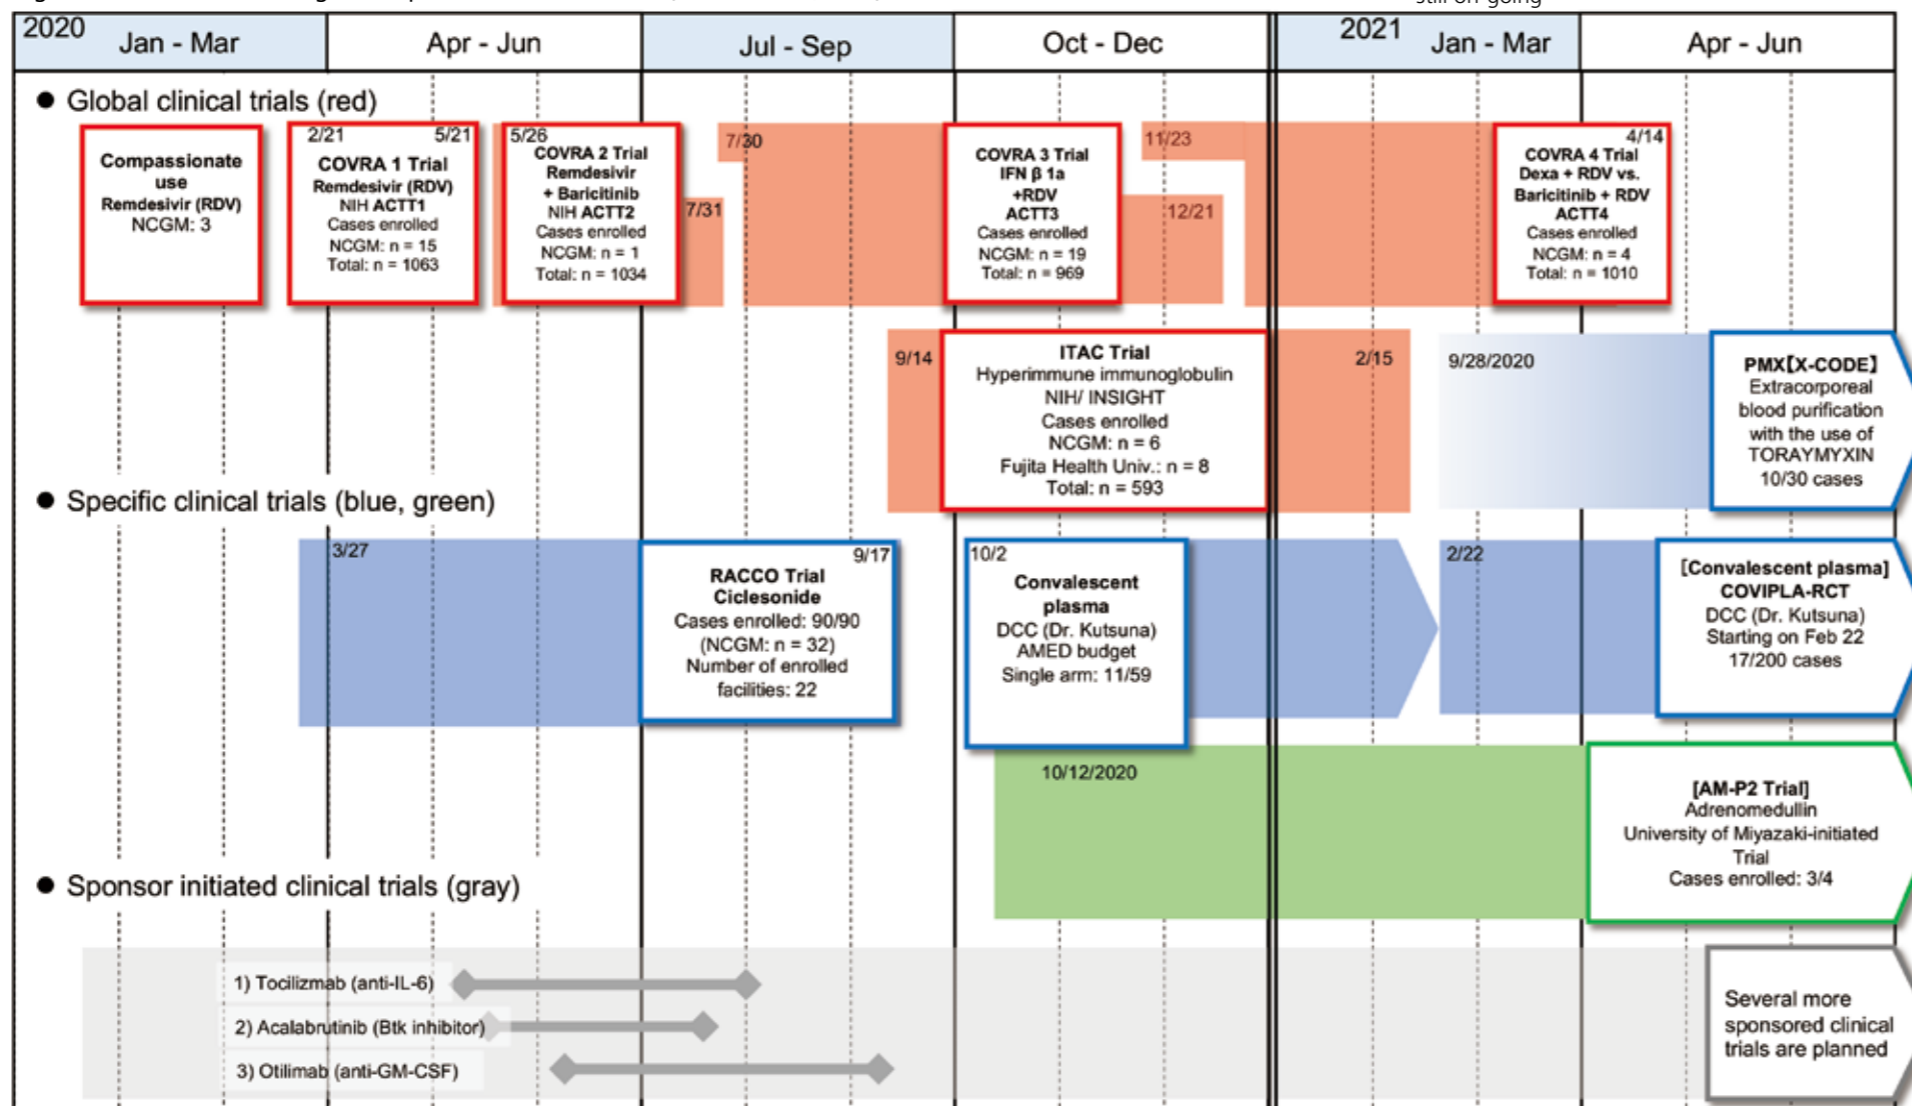 still on-going
2020
Jan - Mar
Apr - Jun
Jul - Sep
Oct - Dec
2021
Jan - Mar
Apr - Jun
● Global clinical trials (red)
Compassionate
use
Remdesivir (RDV)
NCGM: 3
2/21
5/21
COVRA 1 Trial
Remdesivir (RDV)
NIH ACTT1
Cases enrolled
NCGM: n = 15
Total: n = 1063
5/26
COVRA 2 Trial
Remdesivir
+ Baricitinib
NIH ACTT2
Cases enrolled
NCGM: n = 1
Total: n = 1034
7/31
7/30
COVRA 3 Trial
IFN β 1a
+RDV
ACTT3
Cases enrolled
NCGM: n = 19
Total: n = 969
11/23
12/21
4/14
COVRA 4 Trial
Dexa + RDV vs.
Baricitinib + RDV
ACTT4
Cases enrolled
NCGM: n = 4
Total: n = 1010
9/14
ITAC Trial
Hyperimmune immunoglobulin
NIH/ INSIGHT
Cases enrolled
NCGM: n = 6
Fujita Health Univ.: n = 8
Total: n = 593
2/15
9/28/2020
PMX【X-CODE】
Extracorporeal
blood purification
with the use of
TORAYMYXIN
10/30 cases
● Specific clinical trials (blue, green)
3/27
9/17
RACCO Trial
Ciclesonide
Cases enrolled: 90/90
(NCGM: n = 32)
Number of enrolled
facilities: 22
10/2
Convalescent
plasma
DCC (Dr. Kutsuna)
AMED budget
Single arm: 11/59
2/22
[Convalescent plasma]
COVIPLA-RCT
DCC (Dr. Kutsuna)
Starting on Feb 22
17/200 cases
10/12/2020
[AM-P2 Trial]
Adrenomedullin
University of Miyazaki-initiated
Trial
Cases enrolled: 3/4
● Sponsor initiated clinical trials (gray)
1) Tocilizmab (anti-IL-6)
2) Acalabrutinib (Btk inhibitor)
3) Otilimab (anti-GM-CSF)
Several more
sponsored clinical
trials are planned